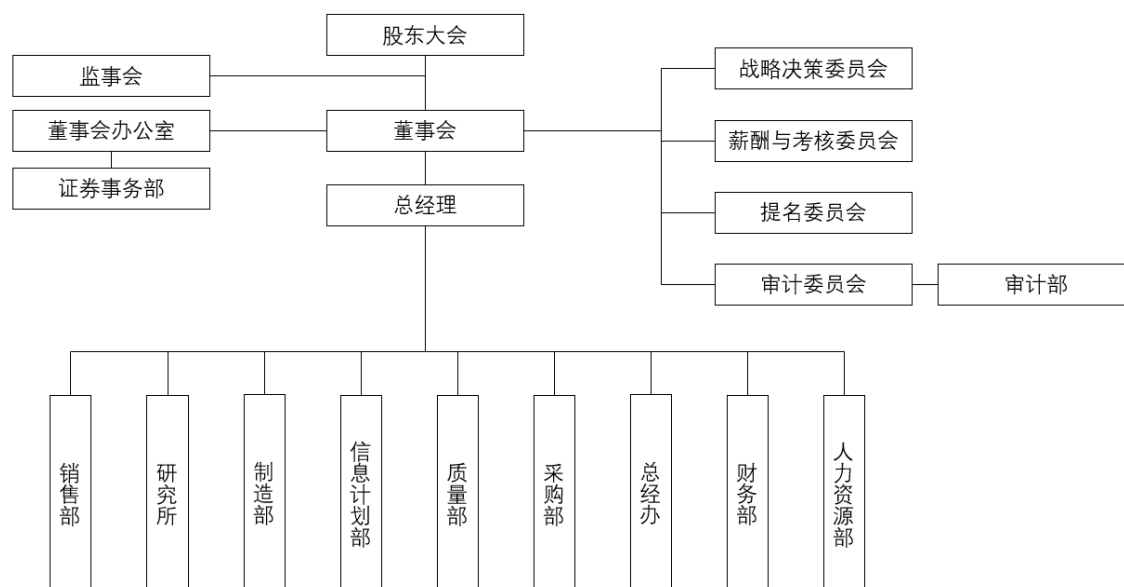 股东大会
监事会
战略决策委员会
董事会办公室
董事会
薪酬与考核委员会
证券事务部
总经理
提名委员会
审计委员会
审计部
销售部
研究所
制造部
信息计划部
质量部
采购部
总经办
财务部
人力资源部